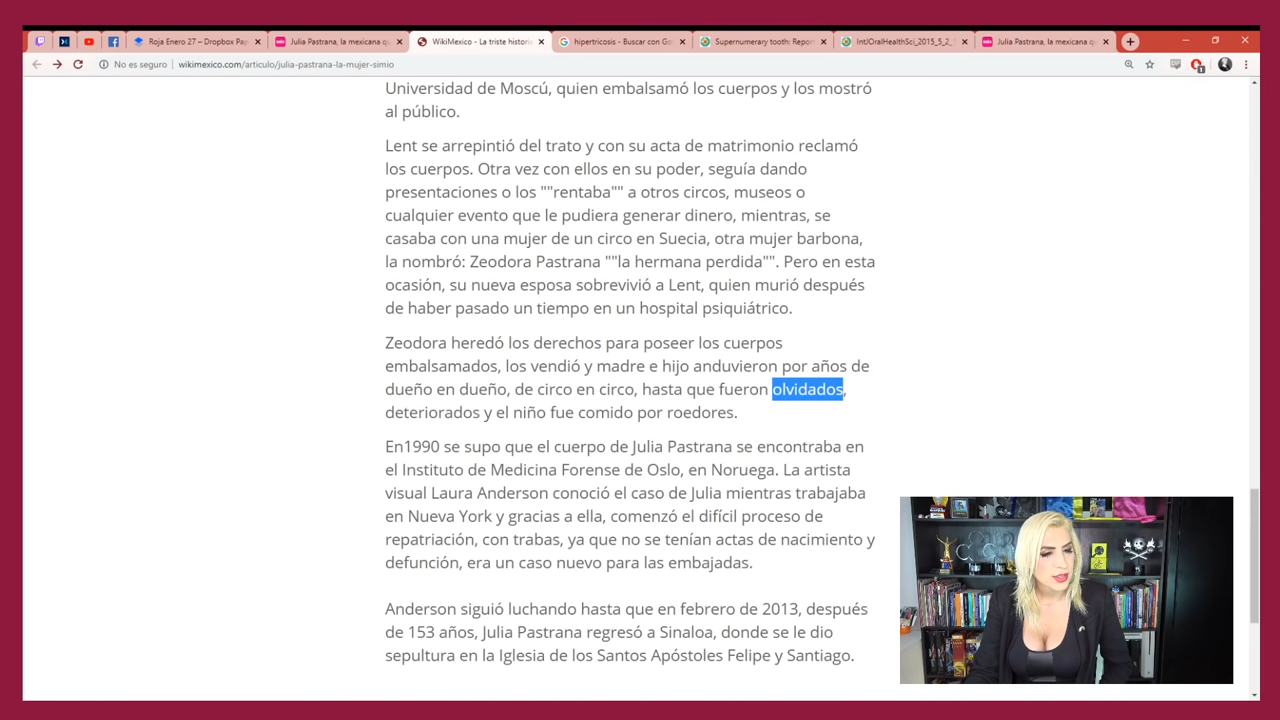 Roja Enero 27 – Dropbox Pap
Julia Pastrana, la mexicana qu
WikiMexico - La triste histori
hipertricosis - Buscar con Go
Supernumerary tooth: Repor
IntJOralHealthSci_2015_5_2_
Julia Pastrana, la mexicana qu
No es seguro | wikimexico.com/articulo/julia-pastrana-la-mujer-simio
Universidad de Moscú, quien embalsamó los cuerpos y los mostró
al público.
Lent se arrepintió del trato y con su acta de matrimonio reclamó
los cuerpos. Otra vez con ellos en su poder, seguía dando
presentaciones o los ""rentaba"" a otros circos, museos o
cualquier evento que le pudiera generar dinero, mientras, se
casaba con una mujer de un circo en Suecia, otra mujer barbona,
la nombró: Zeodora Pastrana ""la hermana perdida"". Pero en esta
ocasión, su nueva esposa sobrevivió a Lent, quien murió después
de haber pasado un tiempo en un hospital psiquiátrico.
Zeodora heredó los derechos para poseer los cuerpos
embalsamados, los vendió y madre e hijo anduvieron por años de
dueño en dueño, de circo en circo, hasta que fueron olvidados,
deteriorados y el niño fue comido por roedores.
En1990 se supo que el cuerpo de Julia Pastrana se encontraba en
el Instituto de Medicina Forense de Oslo, en Noruega. La artista
visual Laura Anderson conoció el caso de Julia mientras trabajaba
en Nueva York y gracias a ella, comenzó el difícil proceso de
repatriación, con trabas, ya que no se tenían actas de nacimiento y
defunción, era un caso nuevo para las embajadas.
Anderson siguió luchando hasta que en febrero de 2013, después
de 153 años, Julia Pastrana regresó a Sinaloa, donde se le dio
sepultura en la Iglesia de los Santos Apóstoles Felipe y Santiago.